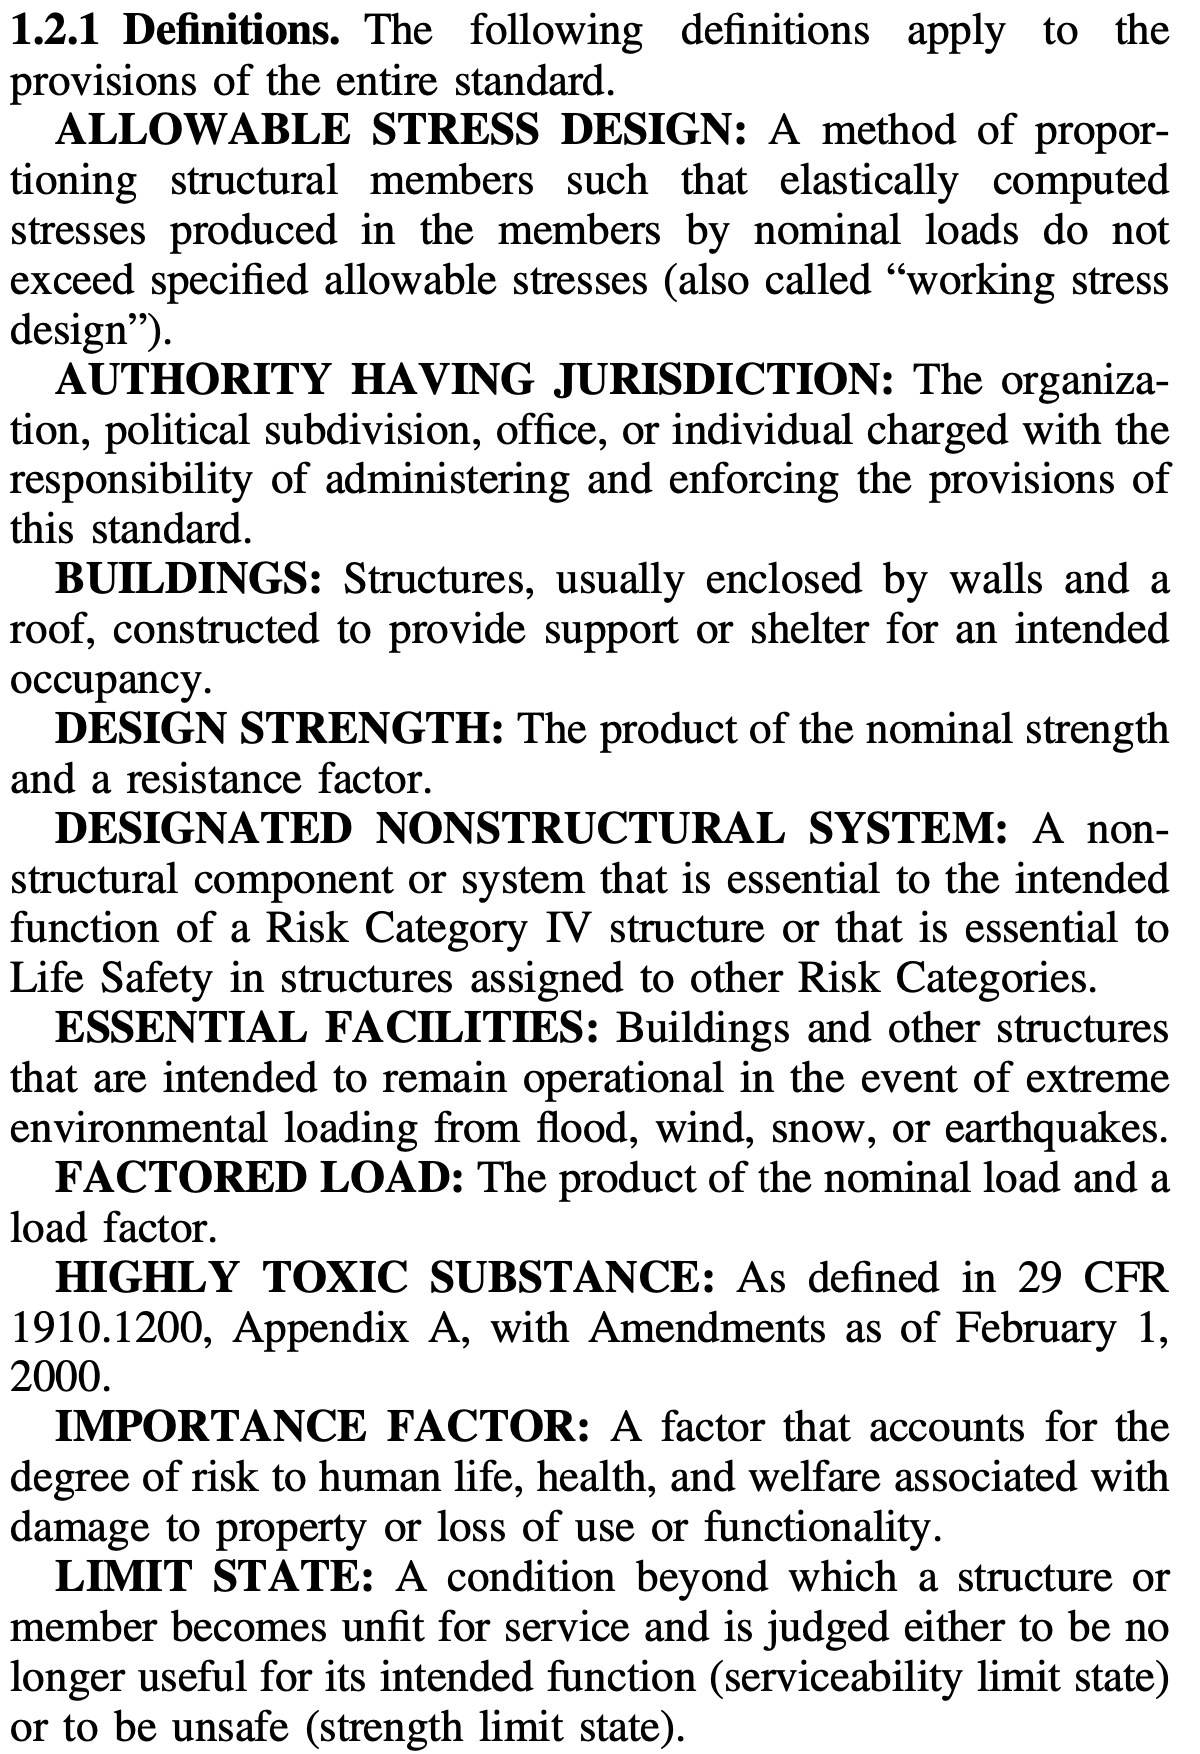 1.2.1 Definitions. The following definitions apply to the
provisions of the entire standard.
ALLOWABLE STRESS DESIGN: A method of propor-
tioning structural members such that elastically computed
stresses produced in the members by nominal loads do not
exceed specified allowable stresses (also called “working stress
design”).
AUTHORITY HAVING JURISDICTION: The organiza-
tion, political subdivision, office, or individual charged with the
responsibility of administering and enforcing the provisions of
this standard.
BUILDINGS: Structures, usually enclosed by walls and a
roof, constructed to provide support or shelter for an intended
occupancy.
DESIGN STRENGTH: The product of the nominal strength
and a resistance factor.
DESIGNATED NONSTRUCTURAL SYSTEM: A non-
structural component or system that is essential to the intended
function of a Risk Category IV structure or that is essential to
Life Safety in structures assigned to other Risk Categories.
ESSENTIAL FACILITIES: Buildings and other structures
that are intended to remain operational in the event of extreme
environmental loading from flood, wind, snow, or earthquakes.
FACTORED LOAD: The product of the nominal load and a
load factor.
HIGHLY TOXIC SUBSTANCE: As defined in 29 CFR
1910.1200, Appendix A, with Amendments as of February 1,
2000.
IMPORTANCE FACTOR: A factor that accounts for the
degree of risk to human life, health, and welfare associated with
damage to property or loss of use or functionality.
LIMIT STATE: A condition beyond which a structure or
member becomes unfit for service and is judged either to be no
longer useful for its intended function (serviceability limit state)
or to be unsafe (strength limit state).